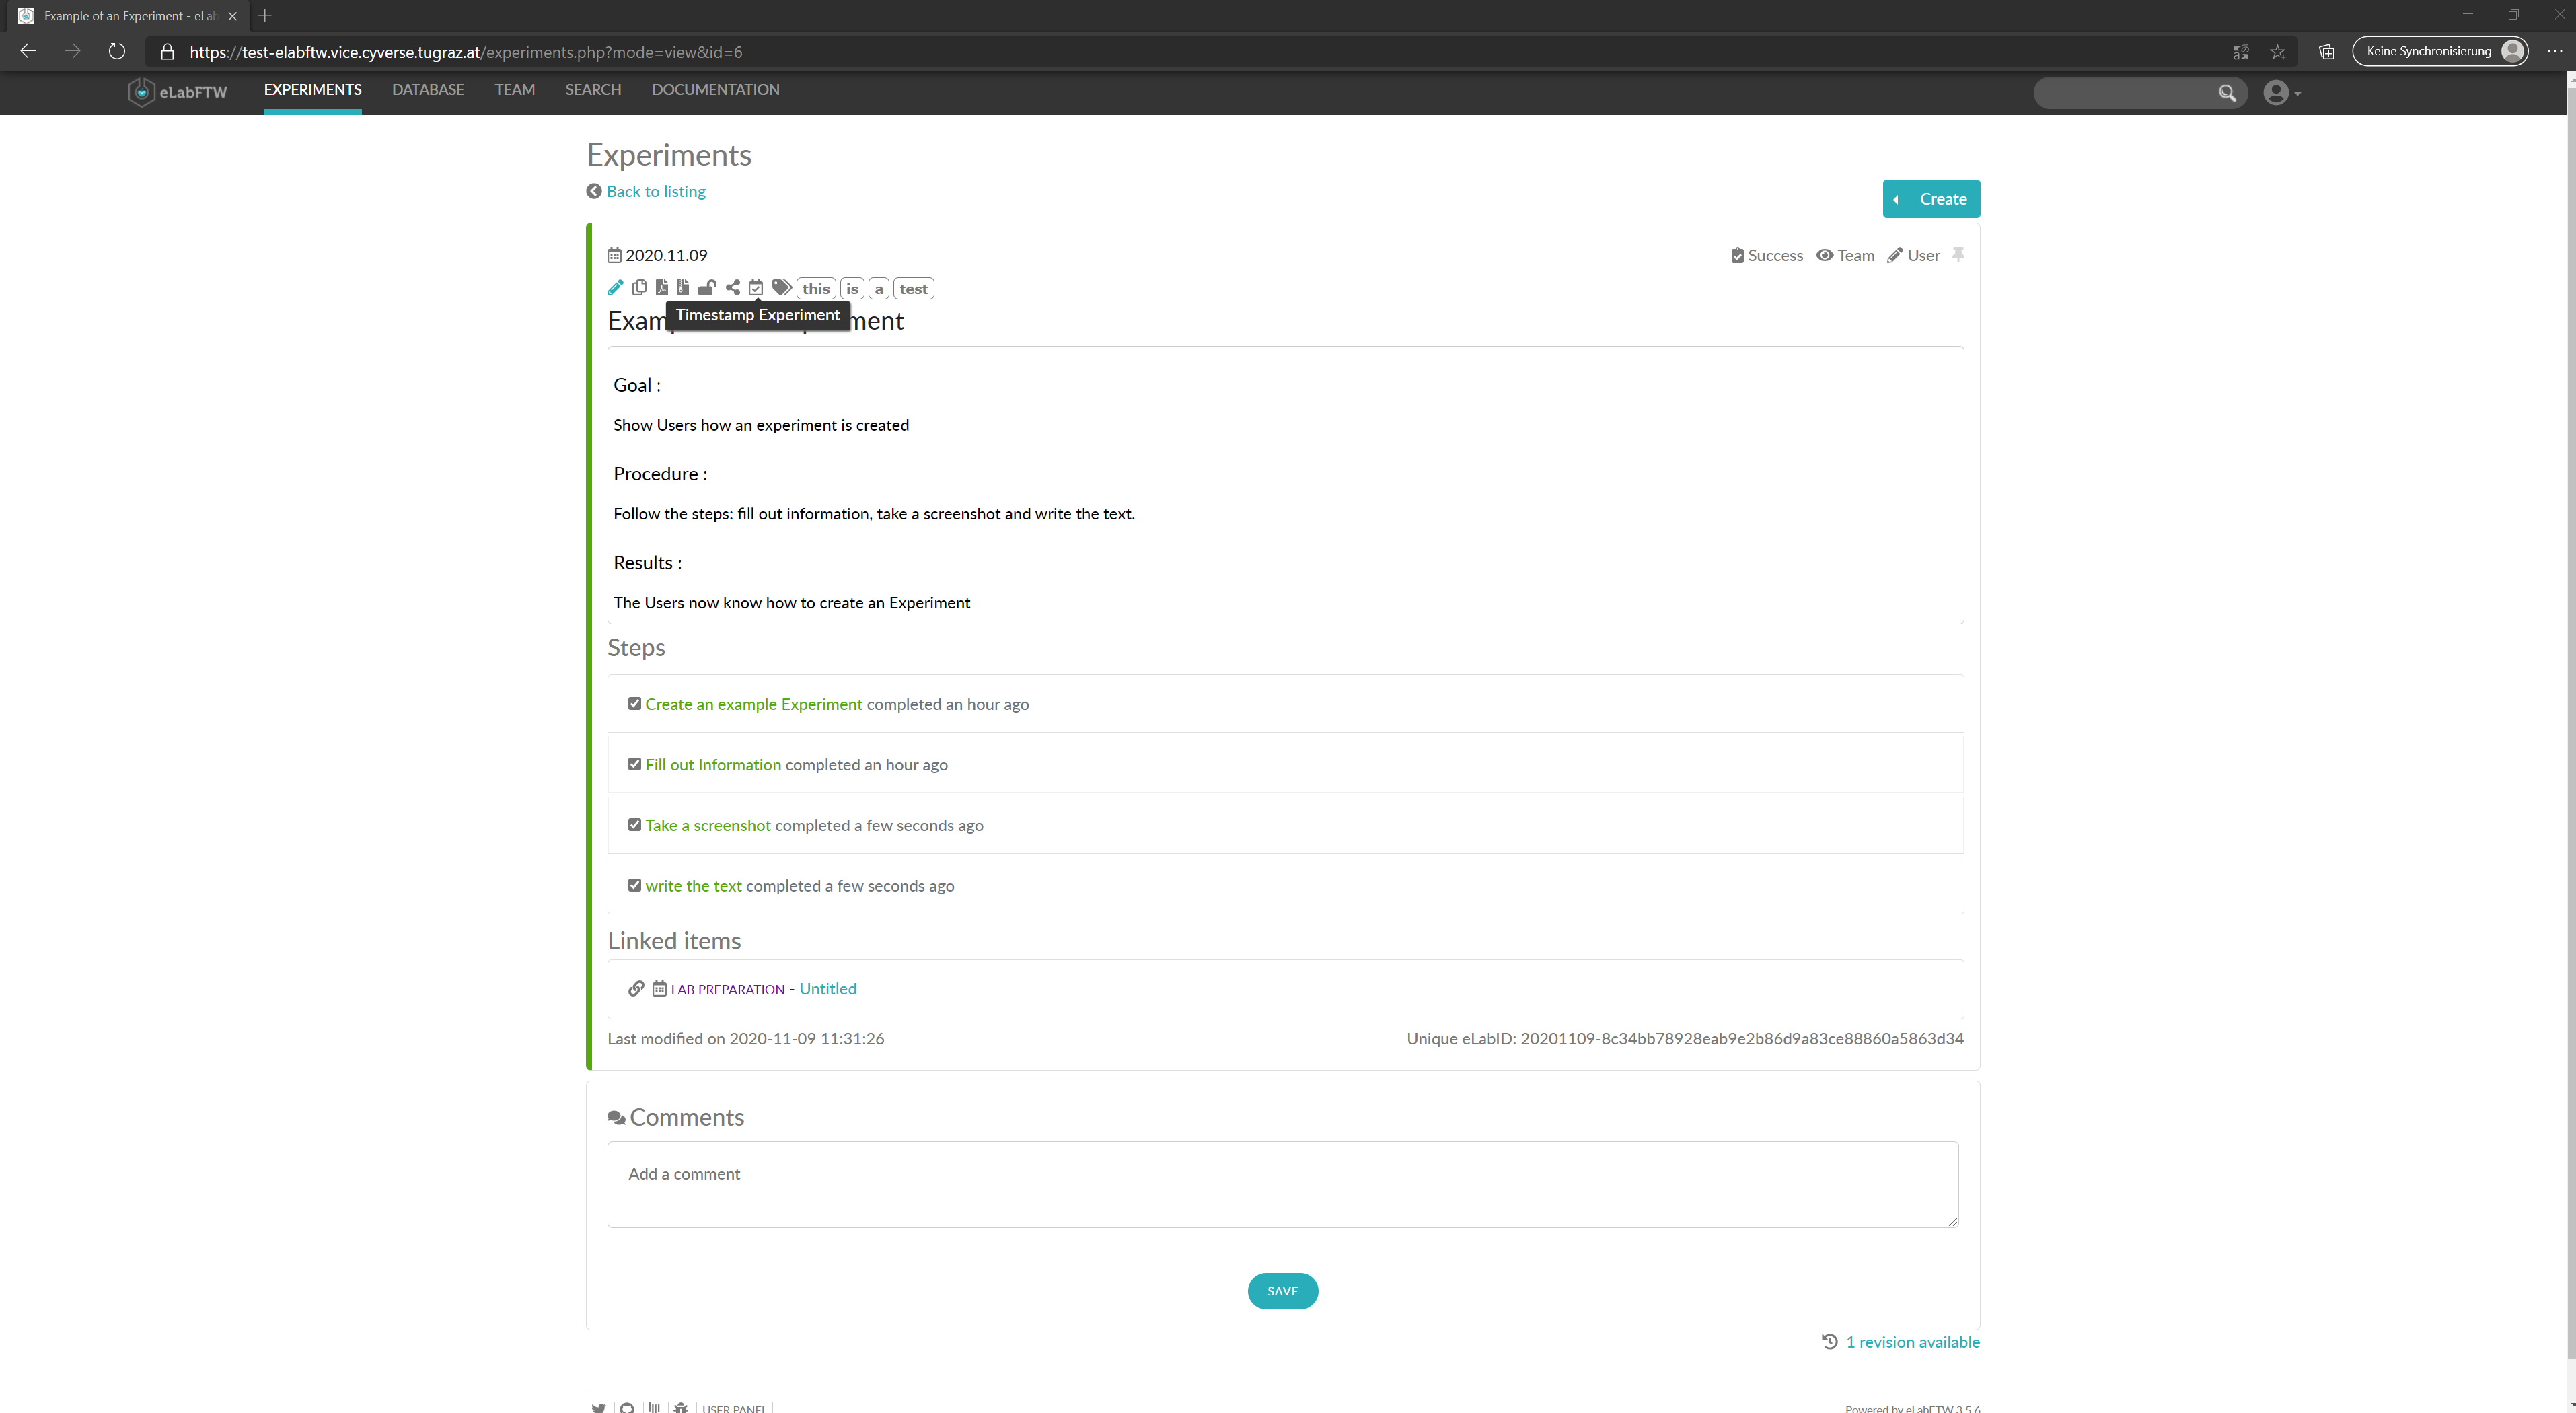 Example of an Experiment - eLab
https://test-elabftw.vice.cyverse.tugraz.at/experiments.php?mode=view&id=6
Keine Synchronisierung
eLabFTW EXPERIMENTS DATABASE TEAM SEARCH DOCUMENTATION
Experiments
Back to listing
Create
2020.11.09
Success Team User
this is a test
Timestamp Experiment
Goal :
Show Users how an experiment is created
Procedure :
Follow the steps: fill out information, take a screenshot and write the text.
Results :
The Users now know how to create an Experiment
Steps
Create an example Experiment completed an hour ago
Fill out Information completed an hour ago
Take a screenshot completed a few seconds ago
write the text completed a few seconds ago
Linked items
LAB PREPARATION - Untitled
Last modified on 2020-11-09 11:31:26
Unique eLabID: 20201109-8c34bb78928eab9e2b86d9a83ce88860a5863d34
Comments
Add a comment
SAVE
1 revision available
USER PANEL
Powered by eLabFTW 3.5.6